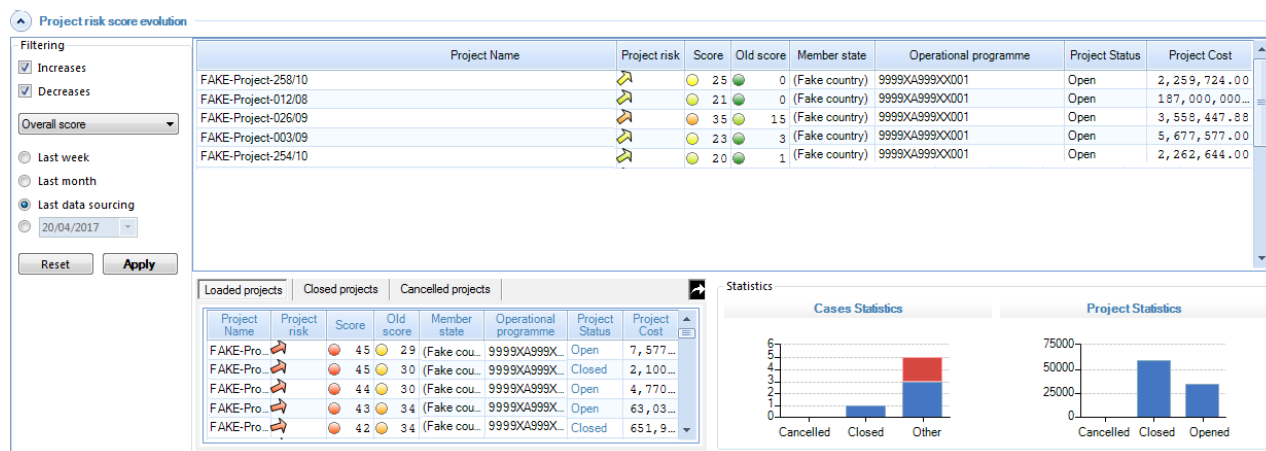 Project risk score evolution
Filtering
Increases
Decreases
Overall score
Last week
Last month
Last data sourcing
20/04/2017
Reset Apply
Project Name Project risk Score Old score Member state Operational programme Project Status Project Cost
FAKE-Project-258/10 25 0 (Fake country) 9999XA999XX001 Open 2,259,724.00
FAKE-Project-012/08 21 0 (Fake country) 9999XA999XX001 Open 187,000,000...
FAKE-Project-026/09 35 15 (Fake country) 9999XA999XX001 Open 3,558,447.88
FAKE-Project-003/09 23 3 (Fake country) 9999XA999XX001 Open 5,677,577.00
FAKE-Project-254/10 20 1 (Fake country) 9999XA999XX001 Open 2,262,644.00
Loaded projects Closed projects Cancelled projects
Project Name Project risk Score Old score Member state Operational programme Project Status Project Cost
FAKE-Pro... 45 29 (Fake cou... 9999XA999X... Open 7,577...
FAKE-Pro... 45 30 (Fake cou... 9999XA999X... Closed 2,100...
FAKE-Pro... 44 30 (Fake cou... 9999XA999X... Open 4,770...
FAKE-Pro... 43 34 (Fake cou... 9999XA999X... Open 63,03...
FAKE-Pro... 42 34 (Fake cou... 9999XA999X... Closed 651,9...
Statistics
Cases Statistics
6
5
4
3
2
1
0
Cancelled Closed Other
Project Statistics
75000
50000
25000
0
Cancelled Closed Opened